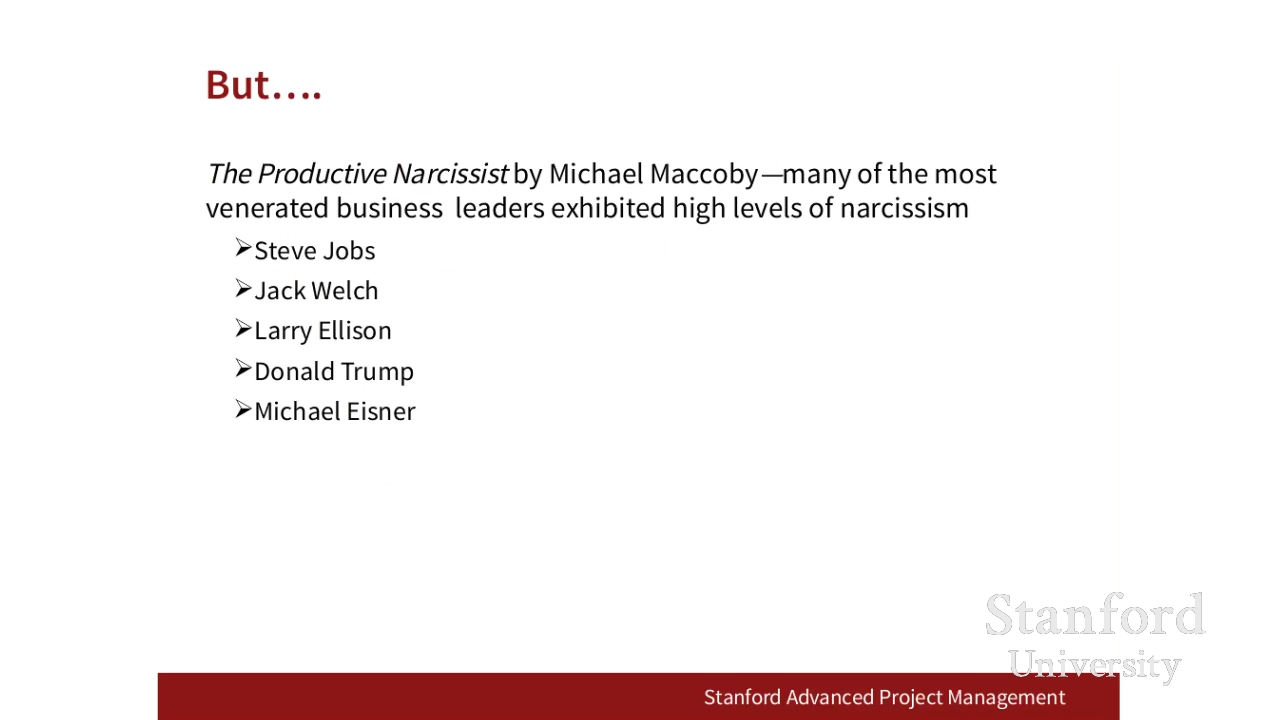 But....
The Productive Narcissist by Michael Maccoby—many of the most
venerated business  leaders exhibited high levels of narcissism
➢Steve Jobs
➢Jack Welch
➢Larry Ellison
➢Donald Trump
➢Michael Eisner
Stanford
University
Stanford Advanced Project Management